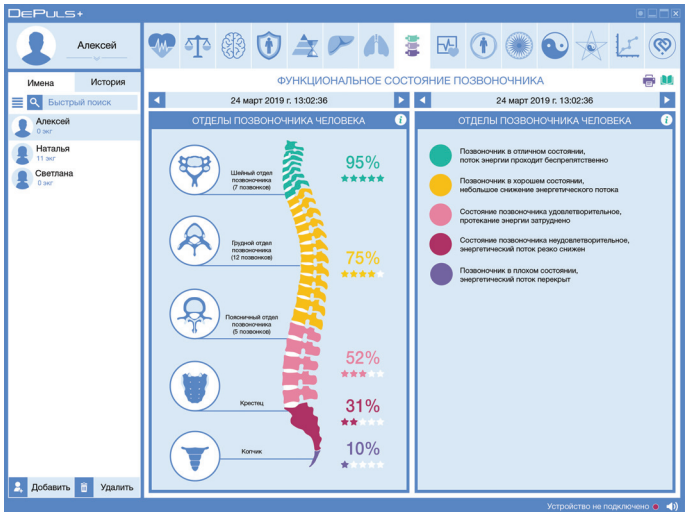 DEPULS+
Алексей
Имена
История
Быстрый поиск
Алексей
0 экг
Наталья
11 экг
Светлана
0 экг
Добавить
Удалить
ФУНКЦИОНАЛЬНОЕ СОСТОЯНИЕ ПОЗВОНОЧНИКА
24 март 2019 г. 13:02:36
24 март 2019 г. 13:02:36
ОТДЕЛЫ ПОЗВОНОЧНИКА ЧЕЛОВЕКА
Шейный отдел
позвоночника
(7 позвонков)
95%
Грудной отдел
позвоночника
(12 позвонков)
75%
Поясничный отдел
позвоночника
(5 позвонков)
52%
Крестец
31%
Копчик
10%
ОТДЕЛЫ ПОЗВОНОЧНИКА ЧЕЛОВЕКА
Позвоночник в отличном состоянии,
поток энергии проходит беспрепятственно
Позвоночник в хорошем состоянии,
небольшое снижение энергетического потока
Состояние позвоночника удовлетворительное,
протекание энергии затруднено
Состояние позвоночника неудовлетворительное,
энергетический поток резко снижен
Позвоночник в плохом состоянии,
энергетический поток перекрыт
Устройство не подключено